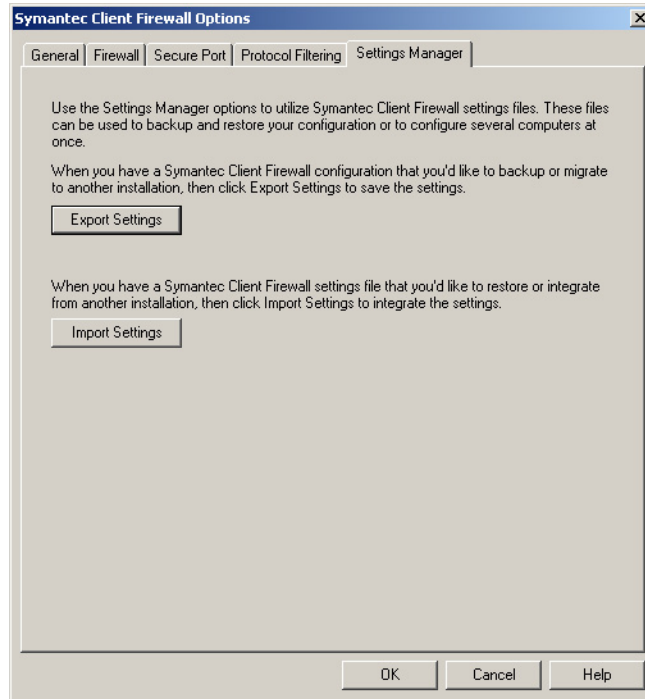 Symantec Client Firewall Options
General Firewall Secure Port Protocol Filtering Settings Manager
Use the Settings Manager options to utilize Symantec Client Firewall settings files. These files
can be used to backup and restore your configuration or to configure several computers at
once.
When you have a Symantec Client Firewall configuration that you'd like to backup or migrate
to another installation, then click Export Settings to save the settings.
Export Settings
When you have a Symantec Client Firewall settings file that you'd like to restore or integrate
from another installation, then click Import Settings to integrate the settings.
Import Settings
OK Cancel Help